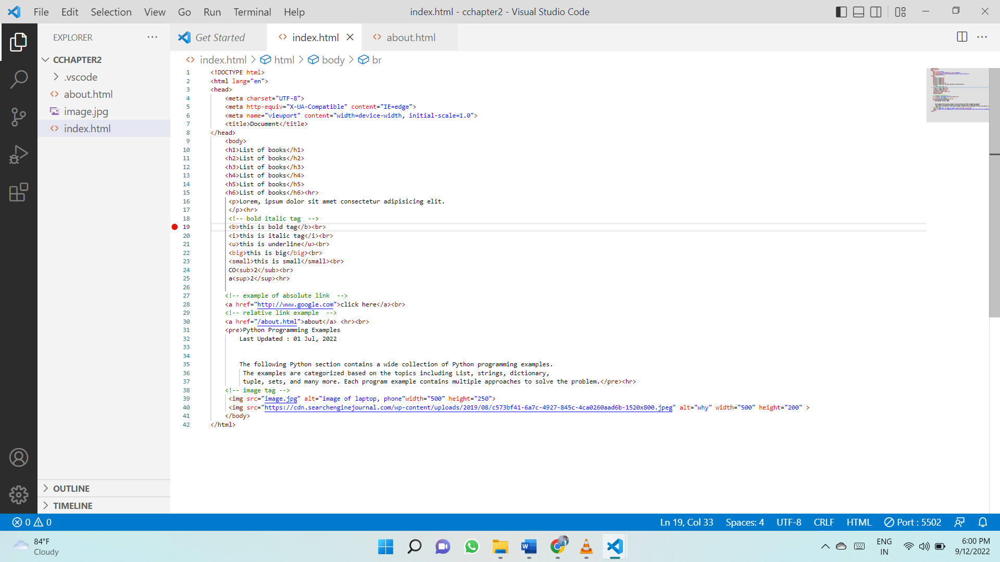 File Edit Selection View Go Run Terminal Help
index.html - cchapter2 - Visual Studio Code
EXPLORER
CCHAPTER2
.vscode
about.html
image.jpg
index.html
OUTLINE
TIMELINE
Get Started
index.html
about.html
index.html > html > body > br
1 <!DOCTYPE html>
2 <html lang="en">
3 <head>
4 <meta charset="UTF-8">
5 <meta http-equiv="X-UA-Compatible" content="IE=edge">
6 <meta name="viewport" content="width=device-width, initial-scale=1.0">
7 <title>Document</title>
8 </head>
9 <body>
10 <h1>List of books</h1>
11 <h2>List of books</h2>
12 <h3>List of books</h3>
13 <h4>List of books</h4>
14 <h5>List of books</h5>
15 <h6>List of books</h6><hr>
16 <p>Lorem, ipsum dolor sit amet consectetur adipisicing elit.
17 </p><hr>
18 <!-- bold italic tag  -->
19 <b>this is bold tag</b><br>
20 <i>this is italic tag</i><br>
21 <u>this is underline</u><br>
22 <big>this is big</big><br>
23 <small>this is small</small><br>
24 CO<sub>2</sub><br>
25 a<sup>2</sup><hr>
26
27 <!-- example of absolute link  -->
28 <a href="http://www.google.com">click here</a><br>
29 <!-- relative link example  -->
30 <a href="/about.html">about</a> <hr><br>
31 <pre>Python Programming Examples
32 Last Updated : 01 Jul, 2022
33
34
35 The following Python section contains a wide collection of Python programming examples.
36 The examples are categorized based on the topics including List, strings, dictionary,
37 tuple, sets, and many more. Each program example contains multiple approaches to solve the problem.</pre><hr>
38 <!-- image tag -->
39 <img src="image.jpg" alt="image of laptop, phone"width="500" height="250">
40 <img src="https://cdn.searchenginejournal.com/wp-content/uploads/2019/08/c573bf41-6a7c-4927-845c-4ca0260aad6b-1520x800.jpeg" alt="why" width="500" height="200" >
41 </body>
42 </html>
0 0
Ln 19, Col 33 Spaces: 4 UTF-8 CRLF HTML Port : 5502
84°F
Cloudy
ENG
IN
6:00 PM
9/12/2022